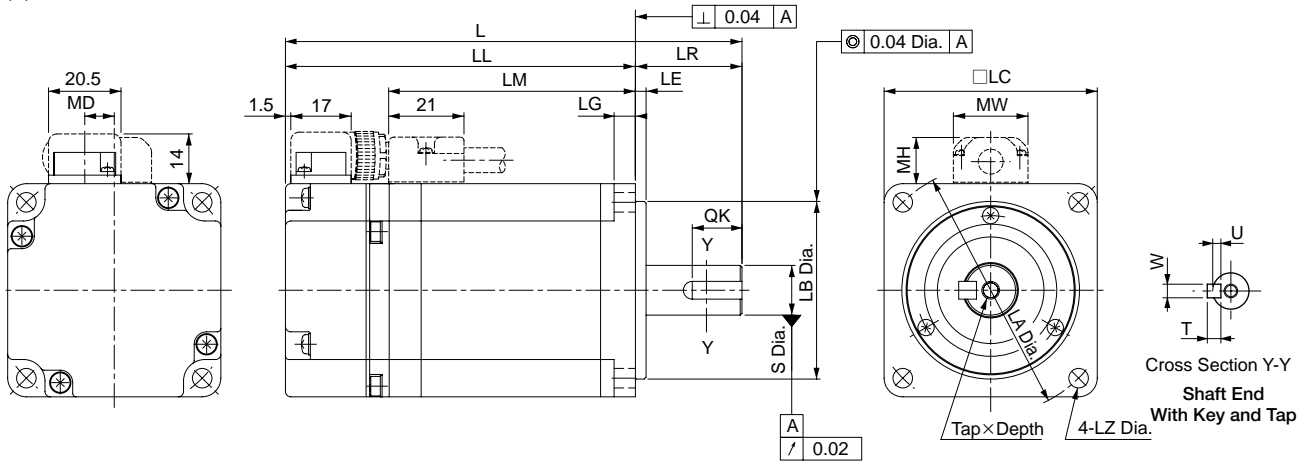 20.5
MD
14
L
LL
LR
LM
LE
1.5
17
21
LG
⊥ 0.04 A
◎ 0.04 Dia. A
QK
Y
Y
LB Dia.
S Dia.
A
↗ 0.02
□LC
MW
MH
LA Dia.
Tap×Depth
4-LZ Dia.
U
W
T
Cross Section Y-Y
Shaft End
With Key and Tap